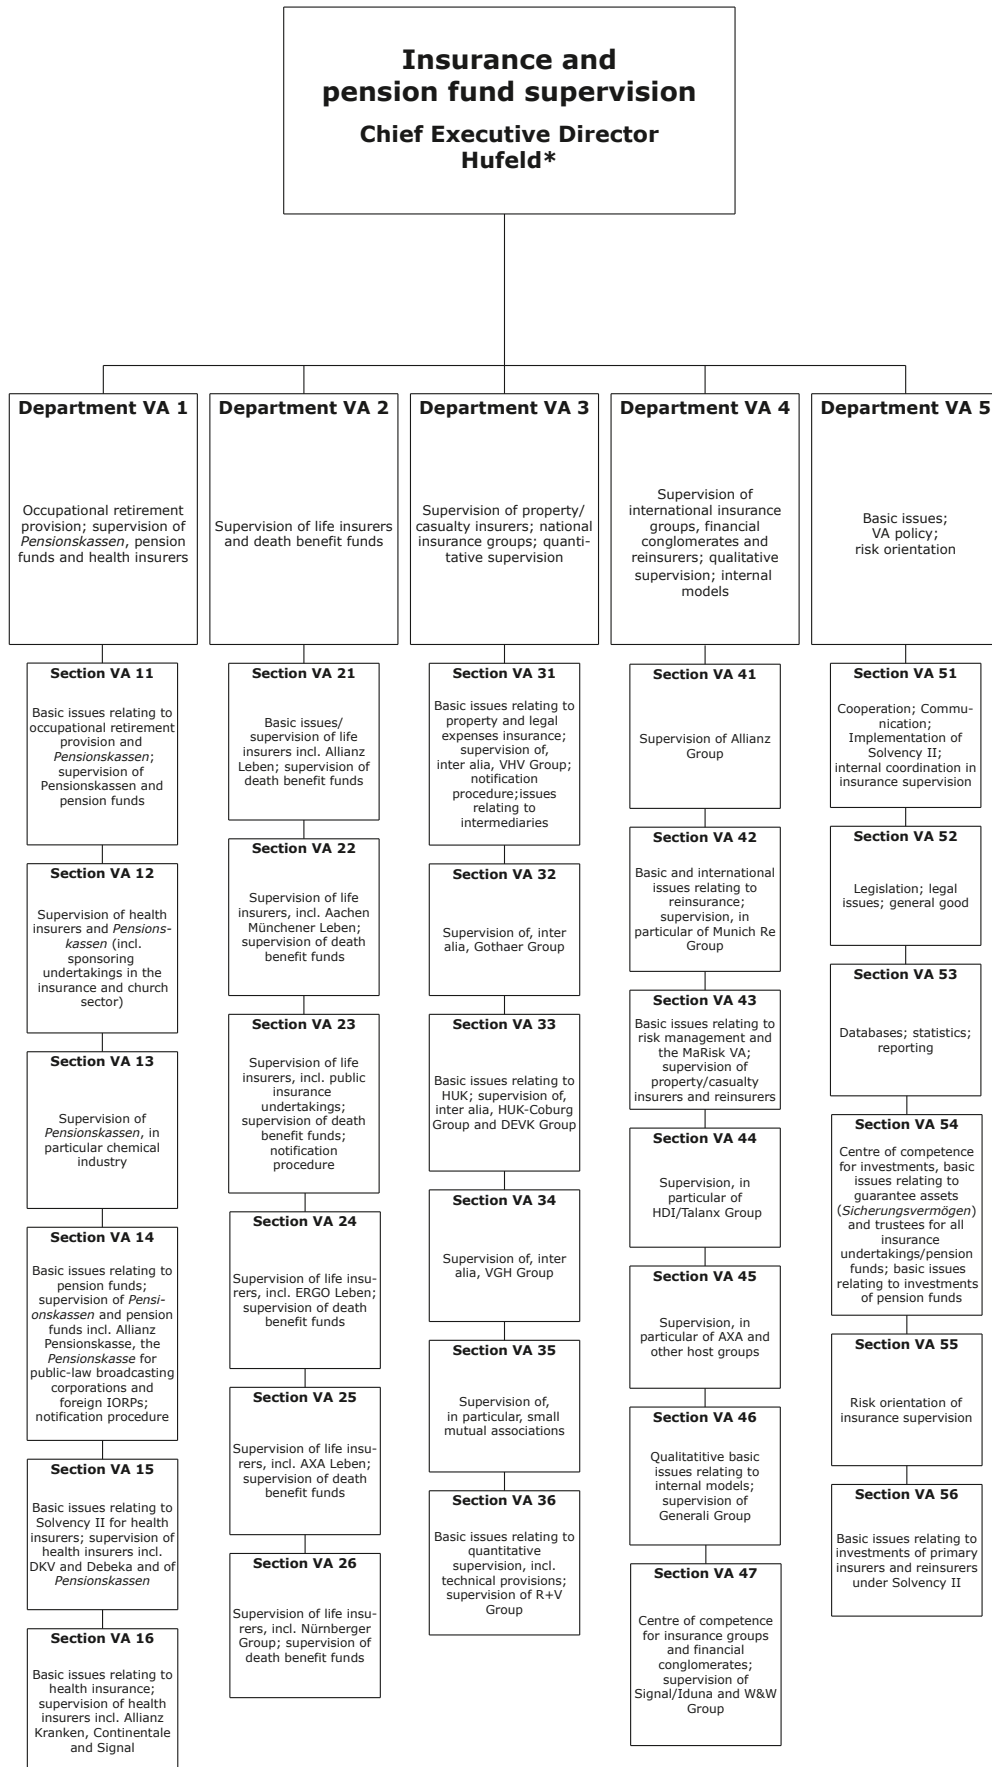 Insurance and
pension fund supervision
Chief Executive Director
Hufeld*
Department VA 1
Occupational retirement
provision; supervision of
Pensionskassen, pension
funds and health insurers
Section VA 11
Basic issues relating to
occupational retirement
provision and
Pensionskassen;
supervision of
Pensionskassen and
pension funds
Section VA 12
Supervision of health
insurers and Pensions-
kassen (incl.
sponsoring
undertakings in the
insurance and church
sector)
Section VA 13
Supervision of
Pensionskassen, in
particular chemical
industry
Section VA 14
Basic issues relating to
pension funds;
supervision of Pensi-
onskassen and pension
funds incl. Allianz
Pensionskasse, the
Pensionskasse for
public-law broadcasting
corporations and
foreign IORPs;
notification procedure
Section VA 15
Basic issues relating to
Solvency II for health
insurers; supervision of
health insurers incl.
DKV and Debeka and of
Pensionskassen
Section VA 16
Basic issues relating to
health insurance;
supervision of health
insurers incl. Allianz
Kranken, Continentale
and Signal
Department VA 2
Supervision of life insurers
and death benefit funds
Section VA 21
Basic issues/
supervision of life
insurers incl. Allianz
Leben; supervision of
death benefit funds
Section VA 22
Supervision of life
insurers, incl. Aachen
Münchener Leben;
supervision of death
benefit funds
Section VA 23
Supervision of life
insurers, incl. public
insurance
undertakings;
supervision of death
benefit funds;
notification
procedure
Section VA 24
Supervision of life insu-
rers, incl. ERGO Leben;
supervision of death
benefit funds
Section VA 25
Supervision of life insu-
rers, incl. AXA Leben;
supervision of death
benefit funds
Section VA 26
Supervision of life insu-
rers, incl. Nürnberger
Group; supervision of
death benefit funds
Department VA 3
Supervision of property/
casualty insurers; national
insurance groups; quanti-
tative supervision
Section VA 31
Basic issues relating to
property and legal
expenses insurance;
supervision of,
inter alia, VHV Group;
notification
procedure;issues
relating to
intermediaries
Section VA 32
Supervision of, inter
alia, Gothaer Group
Section VA 33
Basic issues relating to
HUK; supervision of,
inter alia, HUK-Coburg
Group and DEVK Group
Section VA 34
Supervision of, inter
alia, VGH Group
Section VA 35
Supervision of,
in particular, small
mutual associations
Section VA 36
Basic issues relating to
quantitative
supervision, incl.
technical provisions;
supervision of R+V
Group
Department VA 4
Supervision of
international insurance
groups, financial
conglomerates and
reinsurers; qualitative
supervision; internal
models
Section VA 41
Supervision of Allianz
Group
Section VA 42
Basic and international
issues relating to
reinsurance;
supervision, in
particular of Munich Re
Group
Section VA 43
Basic issues relating to
risk management and
the MaRisk VA;
supervision of
property/casualty
insurers and reinsurers
Section VA 44
Supervision, in
particular of
HDI/Talanx Group
Section VA 45
Supervision, in
particular of AXA and
other host groups
Section VA 46
Qualitatitive basic
issues relating to
internal models;
supervision of
Generali Group
Section VA 47
Centre of competence
for insurance groups
and financial
conglomerates;
supervision of
Signal/Iduna and W&W
Group
Department VA 5
Basic issues;
VA policy;
risk orientation
Section VA 51
Cooperation; Commu-
nication;
Implementation of
Solvency II;
internal coordination in
insurance supervision
Section VA 52
Legislation; legal
issues; general good
Section VA 53
Databases; statistics;
reporting
Section VA 54
Centre of competence
for investments, basic
issues relating to
guarantee assets
(Sicherungsvermögen)
and trustees for all
insurance
undertakings/pension
funds; basic issues
relating to investments
of pension funds
Section VA 55
Risk orientation of
insurance supervision
Section VA 56
Basic issues relating to
investments of primary
insurers and reinsurers
under Solvency II